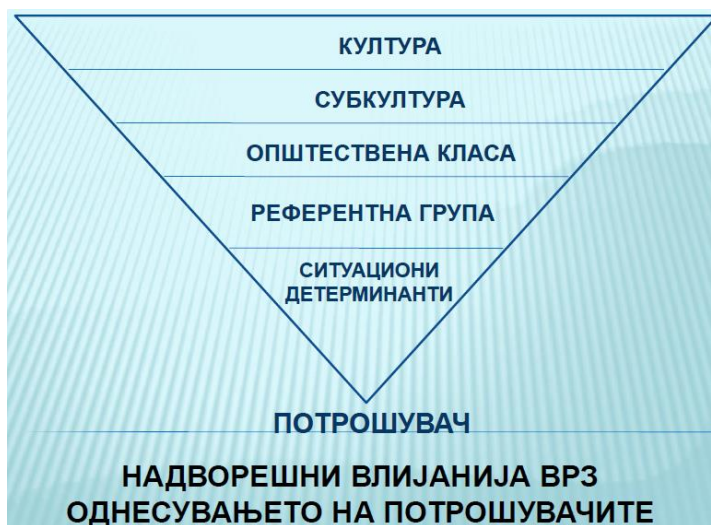 КУЛТУРА
СУБКУЛТУРА
ОПШТЕСТВЕНА КЛАСА
РЕФЕРЕНТНА ГРУПА
СИТУАЦИОНИ
ДЕТЕРМИНАНТИ
ПОТРОШУВАЧ
НАДВОРЕШНИ ВЛИЈАНИЈА ВРЗ
ОДНЕСУВАЊЕТО НА ПОТРОШУВАЧИТЕ